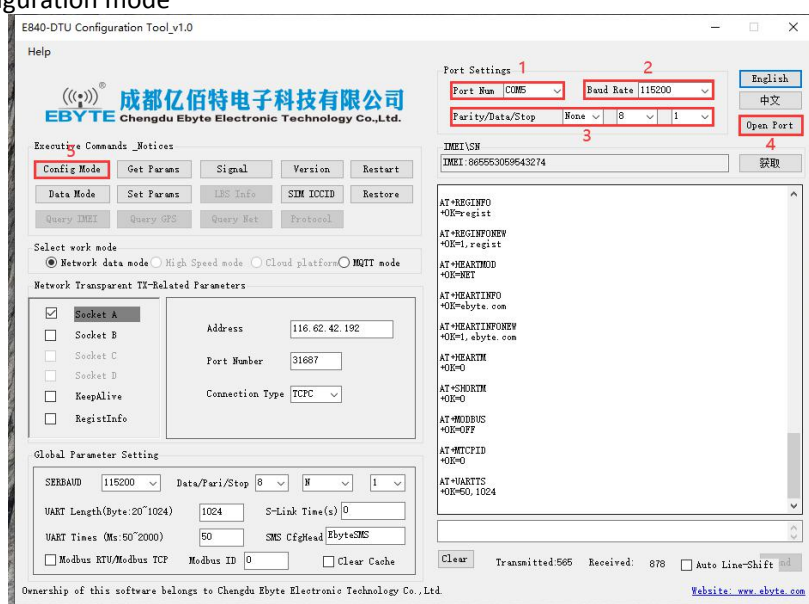 guration mode
E840-DTU Configuration Tool_v1.0
Help
(((·))) ®
EBYTE
成都亿佰特电子科技有限公司
Chengdu Ebyte Electronic Technology Co.,Ltd.
Port Settings 1 2
Port Num COM5 Baud Rate 115200
Parity/Data/Stop None 8 1
3
English
中文
Open Port
4
Executive Commands _Notices
5
Config Mode Get Params Signal Version Restart
Data Mode Set Params LBS Info SIM ICCID Restore
Query IMEI Query GPS Query Net Protocol
IMEI\SN
IMEI:865553059543274 获取
Select work mode
Network data mode High Speed mode Cloud platform MQTT mode
Network Transparent TX-Related Parameters
Socket A
Socket B
Socket C
Socket D
KeepAlive
RegistInfo
Address 116.62.42.192
Port Number 31687
Connection Type TCPC
Global Parameter Setting
SERBAUD 115200 Data/Pari/Stop 8 N 1
UART Length(Byte:20~1024) 1024 S-Link Time(s) 0
UART Times (Ms:50~2000) 50 SMS CfgHead EbyteSMS
Modbus RTU/Modbus TCP Modbus ID 0 Clear Cache
AT+REGINFO
+OK=regist
AT+REGINFONEW
+OK=1,regist
AT+HEARTMOD
+OK=NET
AT+HEARTINFO
+OK=ebyte.com
AT+HEARTINFONEW
+OK=1,ebyte.com
AT+HEARTM
+OK=0
AT+SHORTM
+OK=0
AT+MODBUS
+OK=OFF
AT+MTCPID
+OK=0
AT+UARTTS
+OK=50,1024
Clear Transmitted:565 Received: 878 Auto Line-Shift nd
Ownership of this software belongs to Chengdu Ebyte Electronic Technology Co.,Ltd. Website: www.ebyte.com